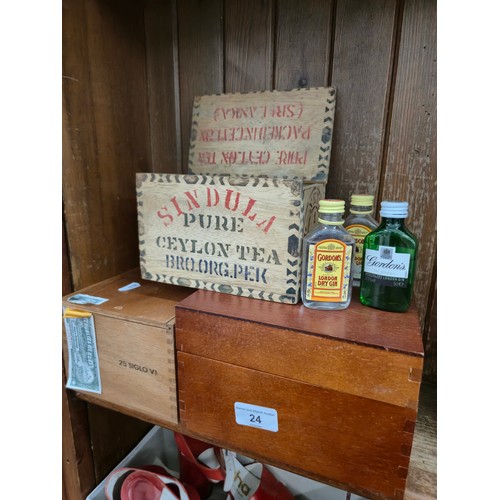 PURE CEYLON TEA
PACKED IN CEYLON
(SRI LANKA)
SINDULA
PURE
CEYLON TEA
BRO.ORG.PEK
GORDON'S
LONDON
DRY GIN
Gordon's
25 SIGLO VI
24